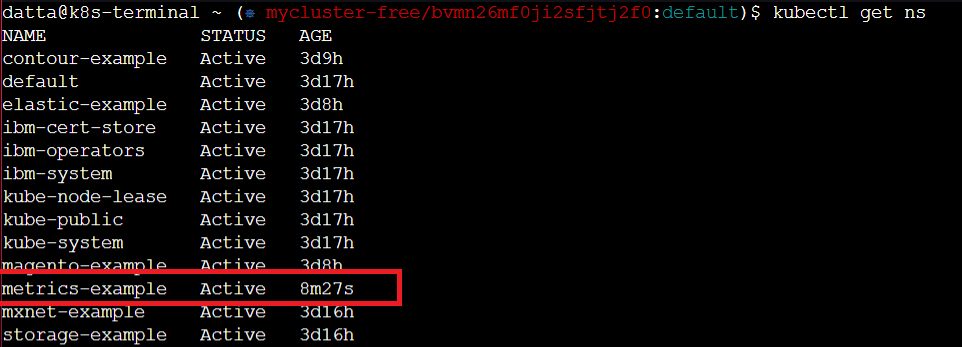 datta@k8s-terminal ~ (⎈ mycluster-free/bvmn26mf0ji2sfjtj2f0:default)$ kubectl get ns
NAME STATUS AGE
contour-example Active 3d9h
default Active 3d17h
elastic-example Active 3d8h
ibm-cert-store Active 3d17h
ibm-operators Active 3d17h
ibm-system Active 3d17h
kube-node-lease Active 3d17h
kube-public Active 3d17h
kube-system Active 3d17h
magento-example Active 3d8h
metrics-example Active 8m27s
mxnet-example Active 3d16h
storage-example Active 3d16h